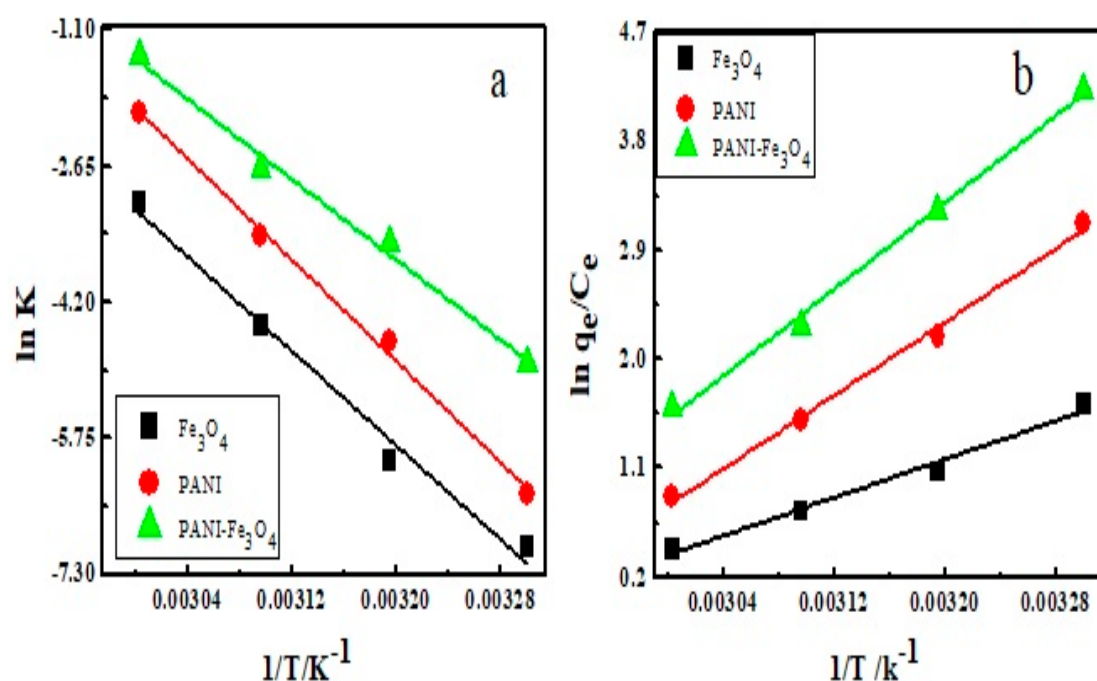 -1.10
-2.65
-4.20
-5.75
-7.30
ln K
a
Fe₃O₄
PANI
PANI-Fe₃O₄
0.00304 0.00312 0.00320 0.00328
1/T/K⁻¹
4.7
3.8
2.9
2.0
1.1
0.2
ln qₑ/Cₑ
b
Fe₃O₄
PANI
PANI-Fe₃O₄
0.00304 0.00312 0.00320 0.00328
1/T /k⁻¹